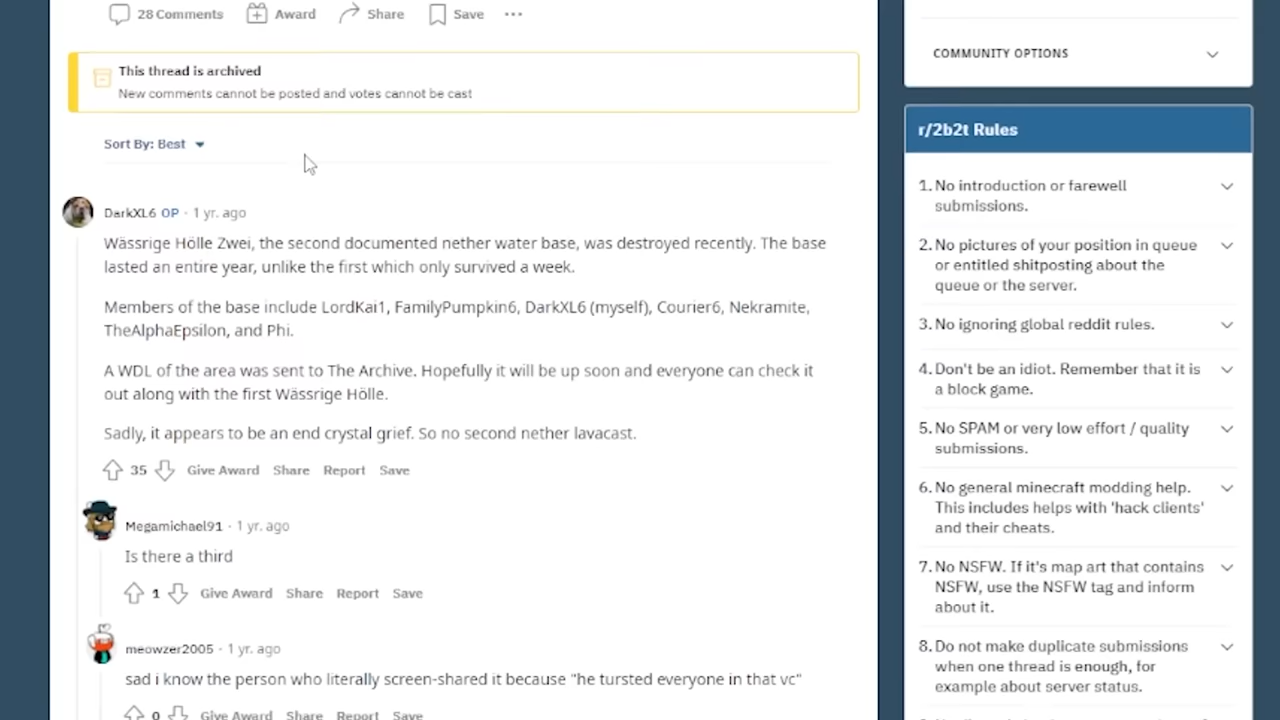 28 Comments Award Share Save ...
This thread is archived
New comments cannot be posted and votes cannot be cast
Sort By: Best
DarkXL6 OP · 1 yr. ago
Wässrige Hölle Zwei, the second documented nether water base, was destroyed recently. The base
lasted an entire year, unlike the first which only survived a week.
Members of the base include LordKai1, FamilyPumpkin6, DarkXL6 (myself), Courier6, Nekramite,
TheAlphaEpsilon, and Phi.
A WDL of the area was sent to The Archive. Hopefully it will be up soon and everyone can check it
out along with the first Wässrige Hölle.
Sadly, it appears to be an end crystal grief. So no second nether lavacast.
35 Give Award Share Report Save
Megamichael91 · 1 yr. ago
Is there a third
1 Give Award Share Report Save
meowzer2005 · 1 yr. ago
sad i know the person who literally screen-shared it because "he tursted everyone in that vc"
0 Give Award Share Report Save
COMMUNITY OPTIONS
r/2b2t Rules
1. No introduction or farewell
submissions.
2. No pictures of your position in queue
or entitled shitposting about the
queue or the server.
3. No ignoring global reddit rules.
4. Don't be an idiot. Remember that it is
a block game.
5. No SPAM or very low effort / quality
submissions.
6. No general minecraft modding help.
This includes helps with 'hack clients'
and their cheats.
7. No NSFW. If it's map art that contains
NSFW, use the NSFW tag and inform
about it.
8. Do not make duplicate submissions
when one thread is enough, for
example about server status.